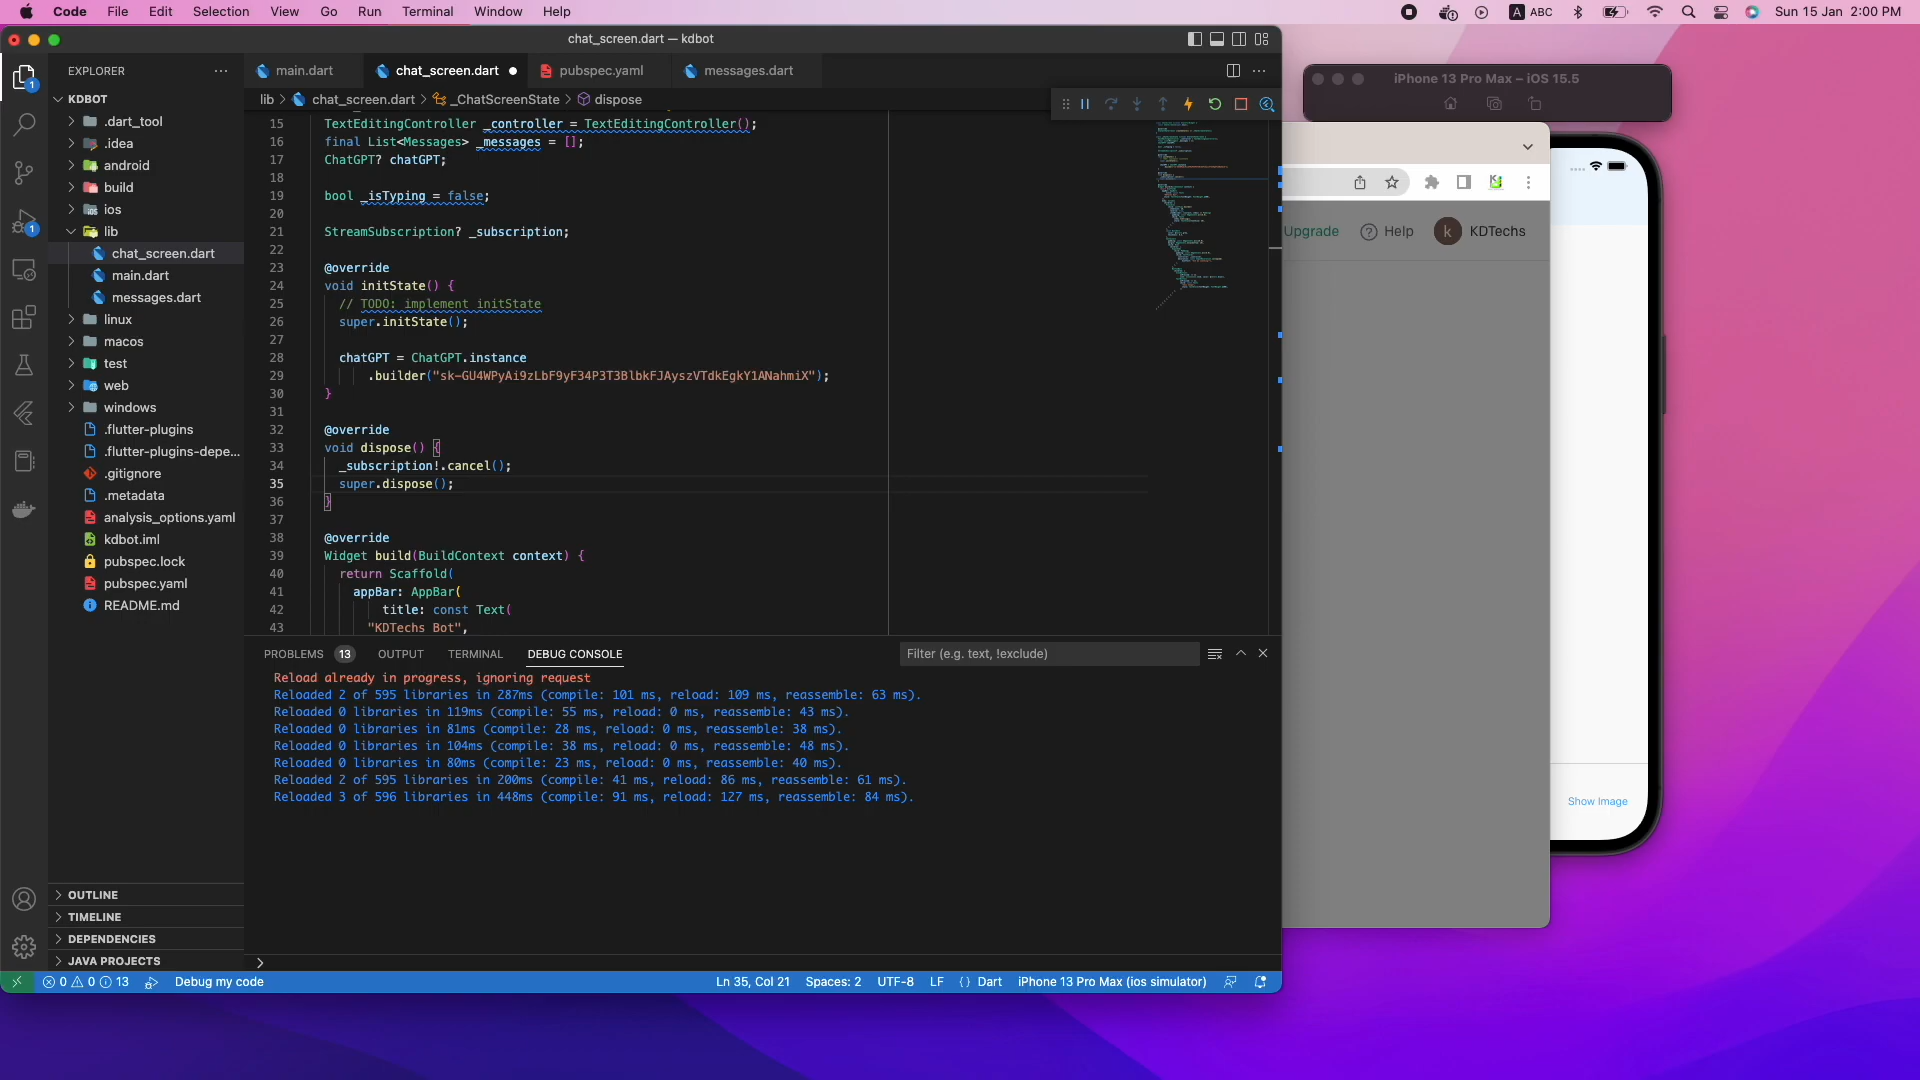 Code File Edit Selection View Go Run Terminal Window Help
A ABC Sun 15 Jan 2:00 PM
chat_screen.dart — kdbot
iPhone 13 Pro Max – iOS 15.5
EXPLORER
main.dart chat_screen.dart pubspec.yaml messages.dart
lib > chat_screen.dart > _ChatScreenState > dispose
KDBOT
.dart_tool
.idea
android
build
ios
lib
chat_screen.dart
main.dart
messages.dart
linux
macos
test
web
windows
.flutter-plugins
.flutter-plugins-depe...
.gitignore
.metadata
analysis_options.yaml
kdbot.iml
pubspec.lock
pubspec.yaml
README.md
OUTLINE
TIMELINE
DEPENDENCIES
JAVA PROJECTS
1
1
15 TextEditingController _controller = TextEditingController();
16 final List<Messages> _messages = [];
17 ChatGPT? chatGPT;
18
19 bool _isTyping = false;
20
21 StreamSubscription? _subscription;
22
23 @override
24 void initState() {
25 // TODO: implement initState
26 super.initState();
27
28 chatGPT = ChatGPT.instance
29 .builder("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");
30 }
31
32 @override
33 void dispose() {
34 _subscription!.cancel();
35 super.dispose();
36 }
37
38 @override
39 Widget build(BuildContext context) {
40 return Scaffold(
41 appBar: AppBar(
42 title: const Text(
43 "KDTechs Bot",
PROBLEMS 13 OUTPUT TERMINAL DEBUG CONSOLE Filter (e.g. text, !exclude)
Reload already in progress, ignoring request
Reloaded 2 of 595 libraries in 287ms (compile: 101 ms, reload: 109 ms, reassemble: 63 ms).
Reloaded 0 libraries in 119ms (compile: 55 ms, reload: 0 ms, reassemble: 43 ms).
Reloaded 0 libraries in 81ms (compile: 28 ms, reload: 0 ms, reassemble: 38 ms).
Reloaded 0 libraries in 104ms (compile: 38 ms, reload: 0 ms, reassemble: 48 ms).
Reloaded 0 libraries in 80ms (compile: 23 ms, reload: 0 ms, reassemble: 40 ms).
Reloaded 2 of 595 libraries in 200ms (compile: 41 ms, reload: 86 ms, reassemble: 61 ms).
Reloaded 3 of 596 libraries in 448ms (compile: 91 ms, reload: 127 ms, reassemble: 84 ms).
>
0 0 13 Debug my code Ln 35, Col 21 Spaces: 2 UTF-8 LF {} Dart iPhone 13 Pro Max (ios simulator)
Upgrade Help k KDTechs
Show Image